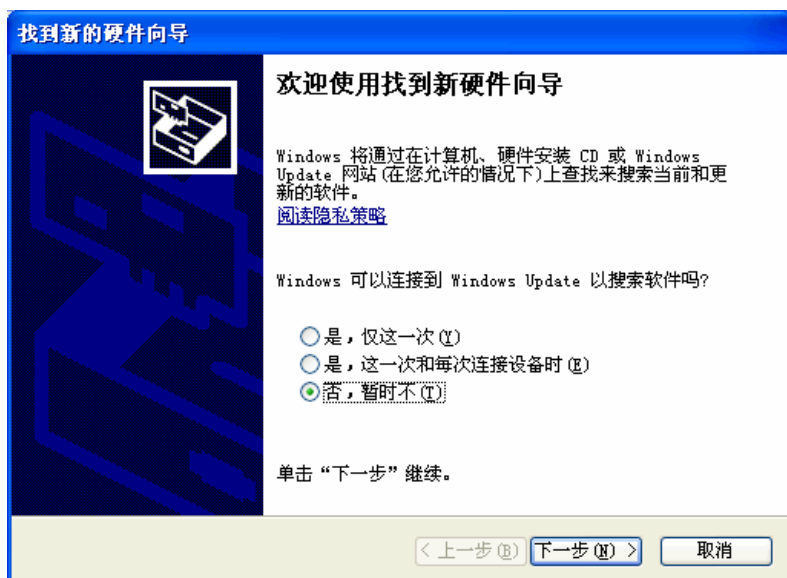 找到新的硬件向导
欢迎使用找到新硬件向导
Windows 将通过在计算机、硬件安装 CD 或 Windows
Update 网站(在您允许的情况下)上查找来搜索当前和更
新的软件。
阅读隐私策略
Windows 可以连接到 Windows Update 以搜索软件吗?
是，仅这一次(Y)
是，这一次和每次连接设备时(E)
否，暂时不(T)
单击“下一步”继续。
< 上一步(B) 下一步(N) > 取消